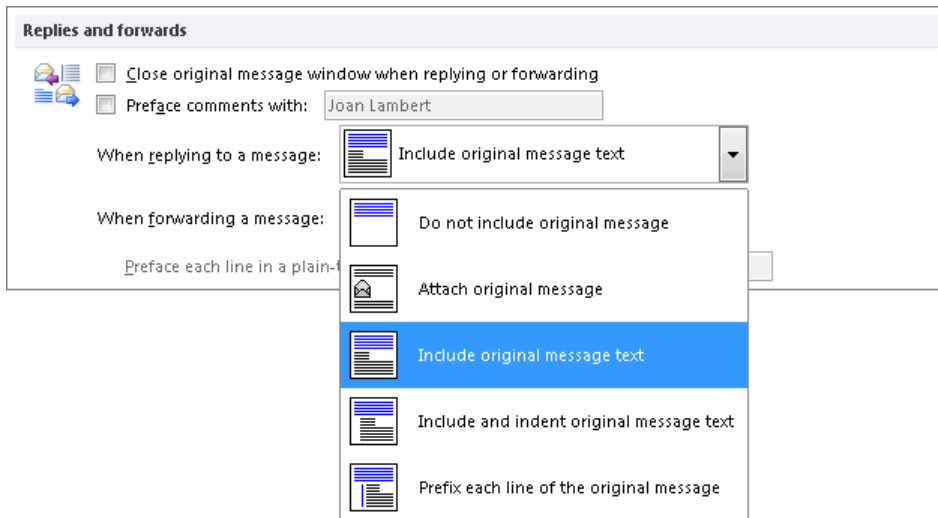 Replies and forwards
Close original message window when replying or forwarding
Preface comments with: Joan Lambert
When replying to a message: Include original message text
When forwarding a message:
Do not include original message
Preface each line in a plain-
Attach original message
Include original message text
Include and indent original message text
Prefix each line of the original message